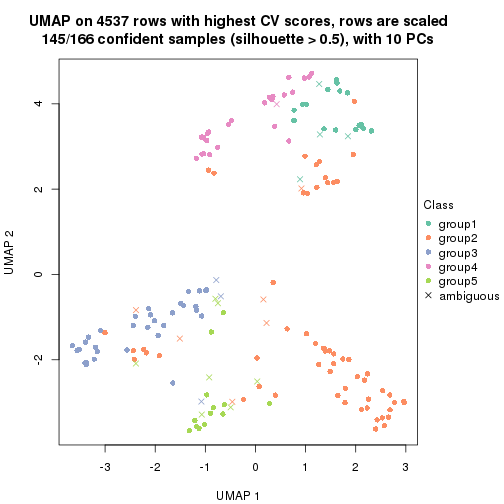 UMAP on 4537 rows with highest CV scores, rows are scaled
145/166 confident samples (silhouette > 0.5), with 10 PCs
4
2
0
-2
UMAP 2
-3 -2 -1 0 1 2 3
UMAP 1
Class
group1
group2
group3
group4
group5
ambiguous